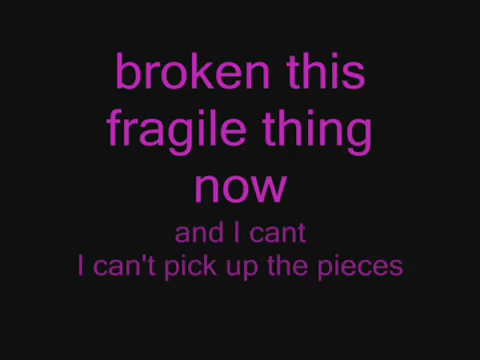 broken this
fragile thing
now
and I cant
I can't pick up the pieces